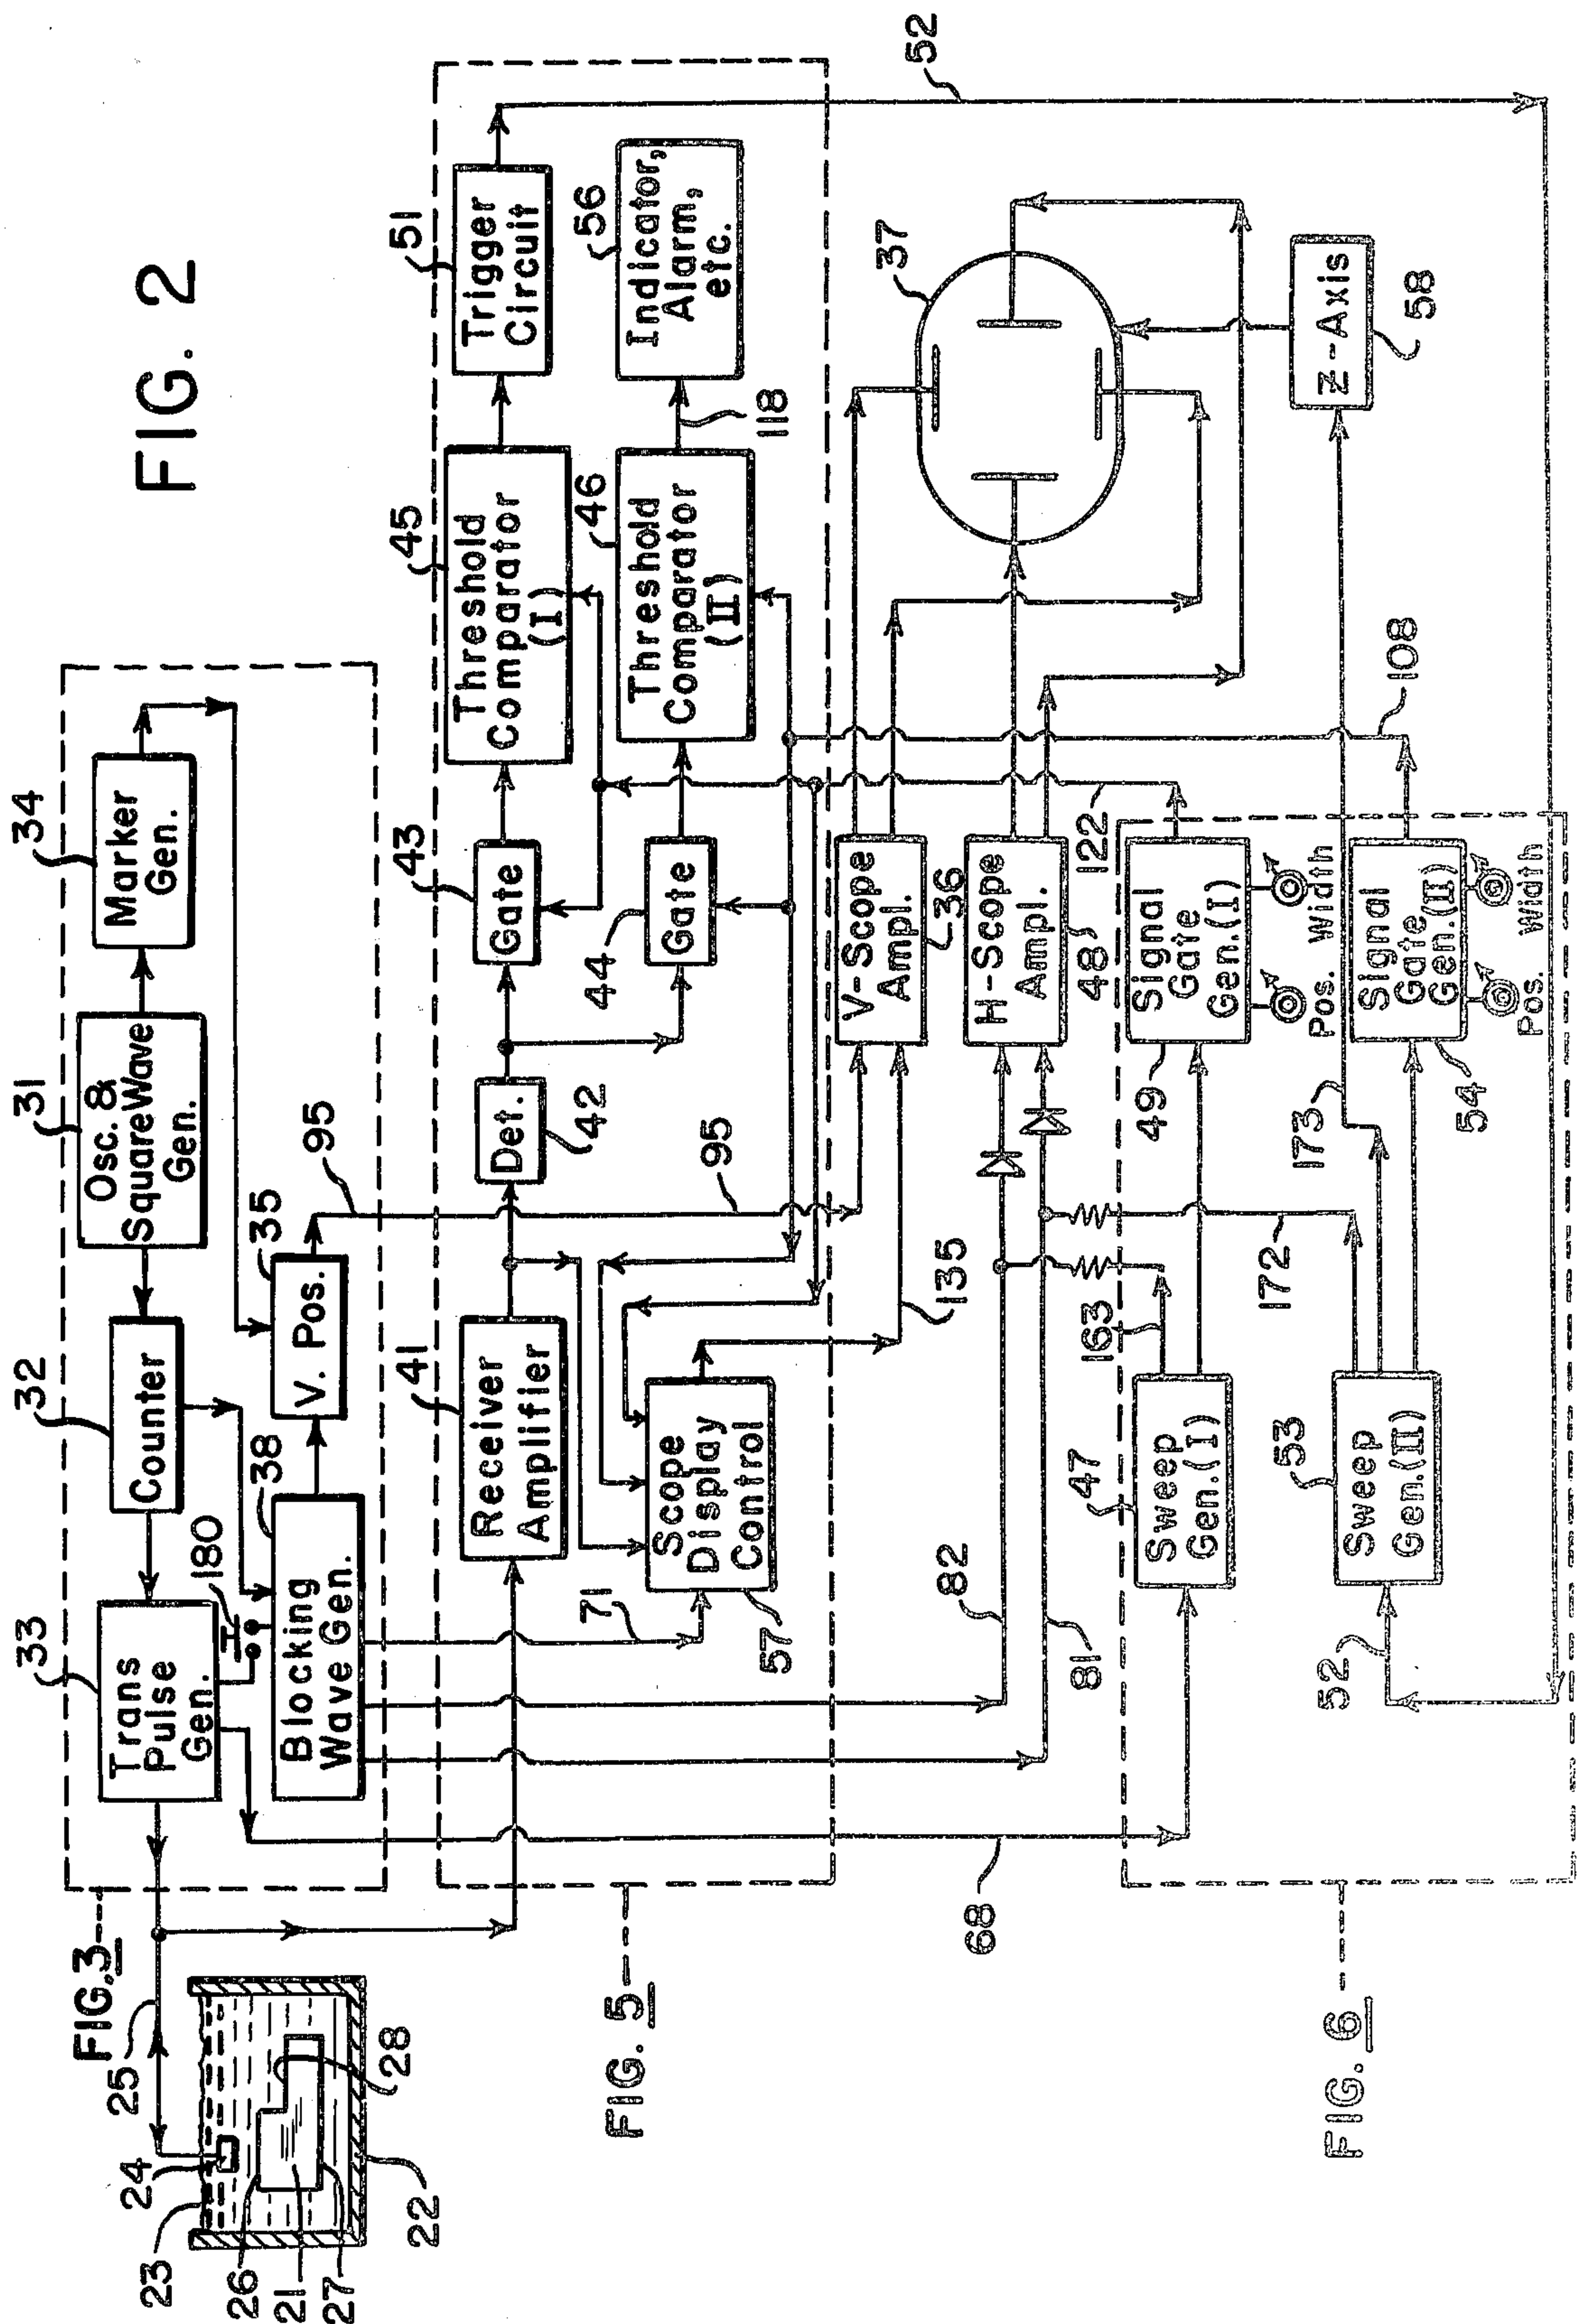 FIG. 2
31
Osc. &
SquareWave
Gen.
34
Marker
Gen.
32
Counter
33
Trans
Pulse
Gen.
35
V. Pos.
95
180
38
Blocking
Wave Gen.
FIG. 3
25
24
23
26
21
27
22
28
41
Receiver
Amplifier
Det.
42
43
Gate
44
Gate
45
Threshold
Comparator
(I)
46
Threshold
Comparator
(II)
51
Trigger
Circuit
56
Indicator,
Alarm,
etc.
118
52
Scope
Display
Control
57
71
95
135
FIG. 5
V-Scope
Ampl.
36
H-Scope
Ampl.
48
37
Z-Axis
58
82
81
68
163
172
122
108
173
47
Sweep
Gen.(I)
49
Signal
Gate
Gen.(I)
Pos. Width
53
Sweep
Gen.(II)
52
Signal
Gate
Gen.(II)
54
Pos. Width
FIG. 6